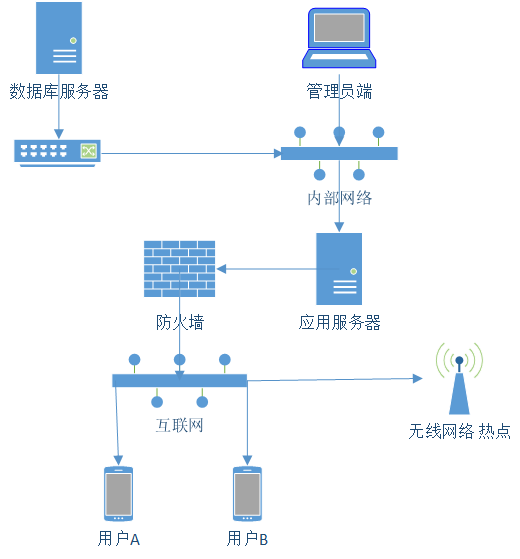 数据库服务器
管理员端
内部网络
防火墙
应用服务器
互联网
无线网络 热点
用户A
用户B